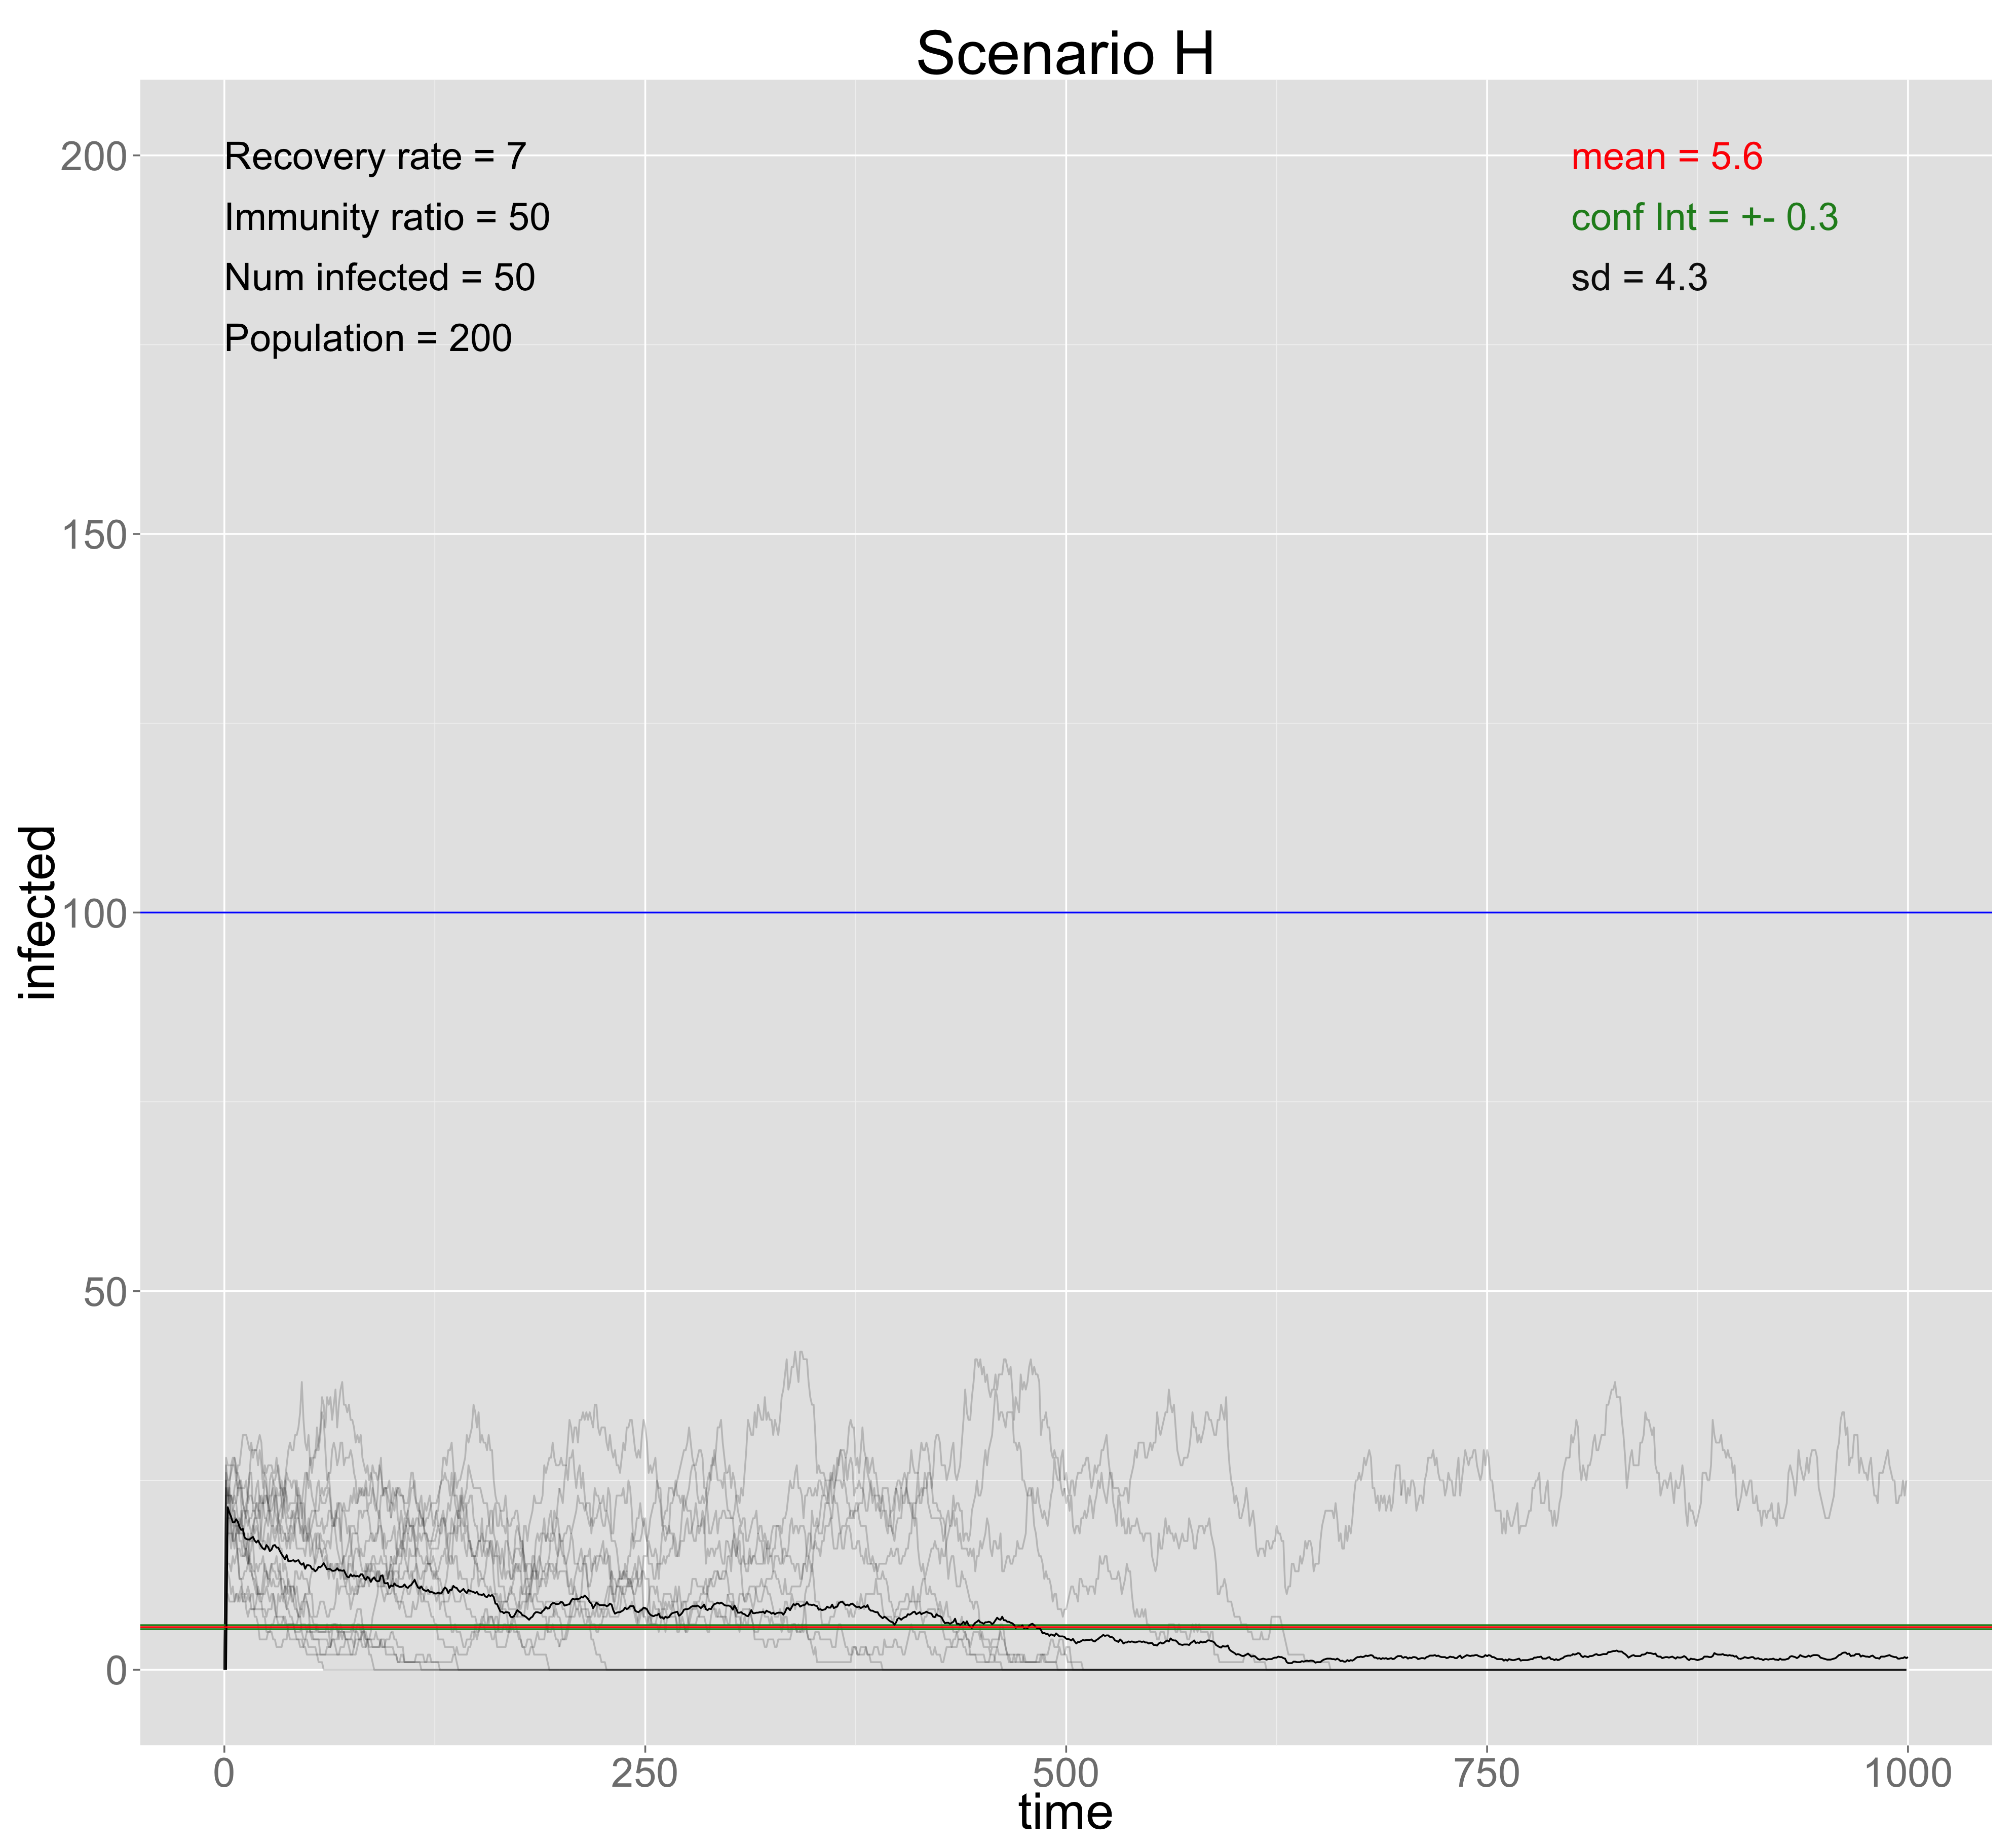 Scenario H
Recovery rate = 7
Immunity ratio = 50
Num infected = 50
Population = 200
mean = 5.6
conf Int = +- 0.3
sd = 4.3
infected
200
150
100
50
0
0 250 500 750 1000
time